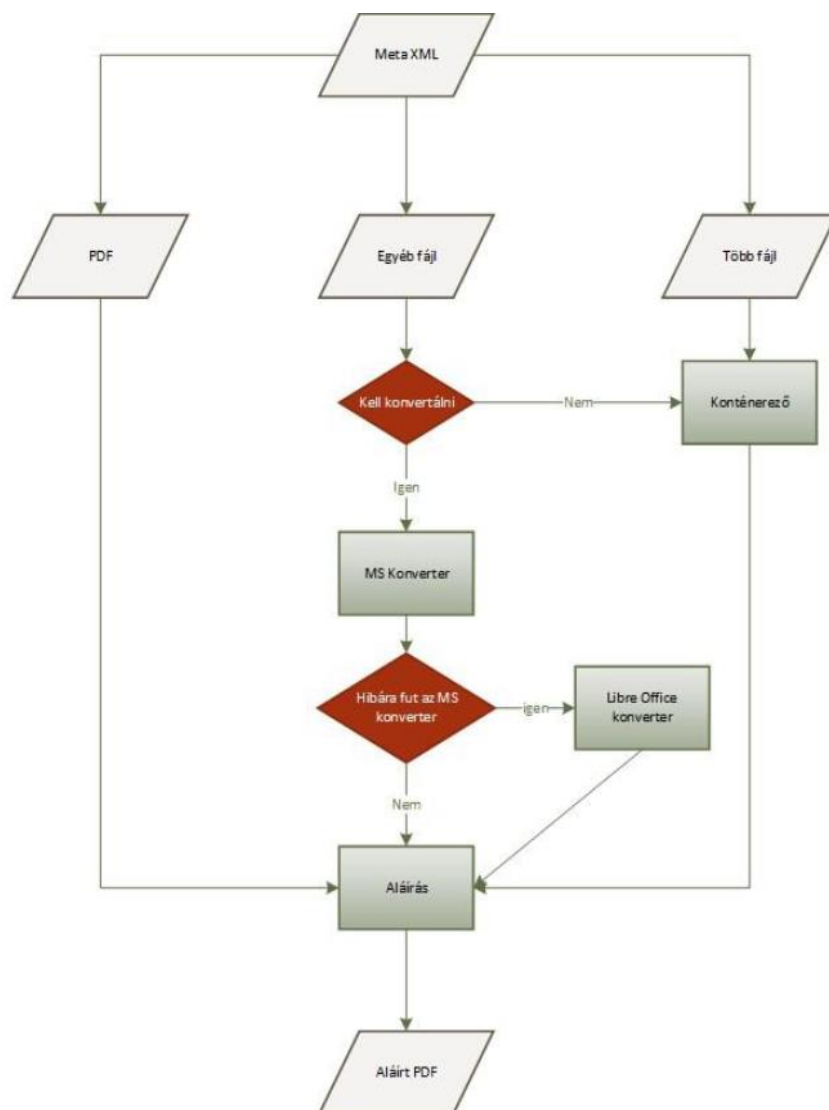 Meta XML
PDF
Egyéb fájl
Több fájl
Kell konvertálni
Nem
Konténerező
Igen
MS Konverter
Hibára fut az MS
konverter
igen
Libre Office
konverter
Nem
Aláírás
Aláírt PDF